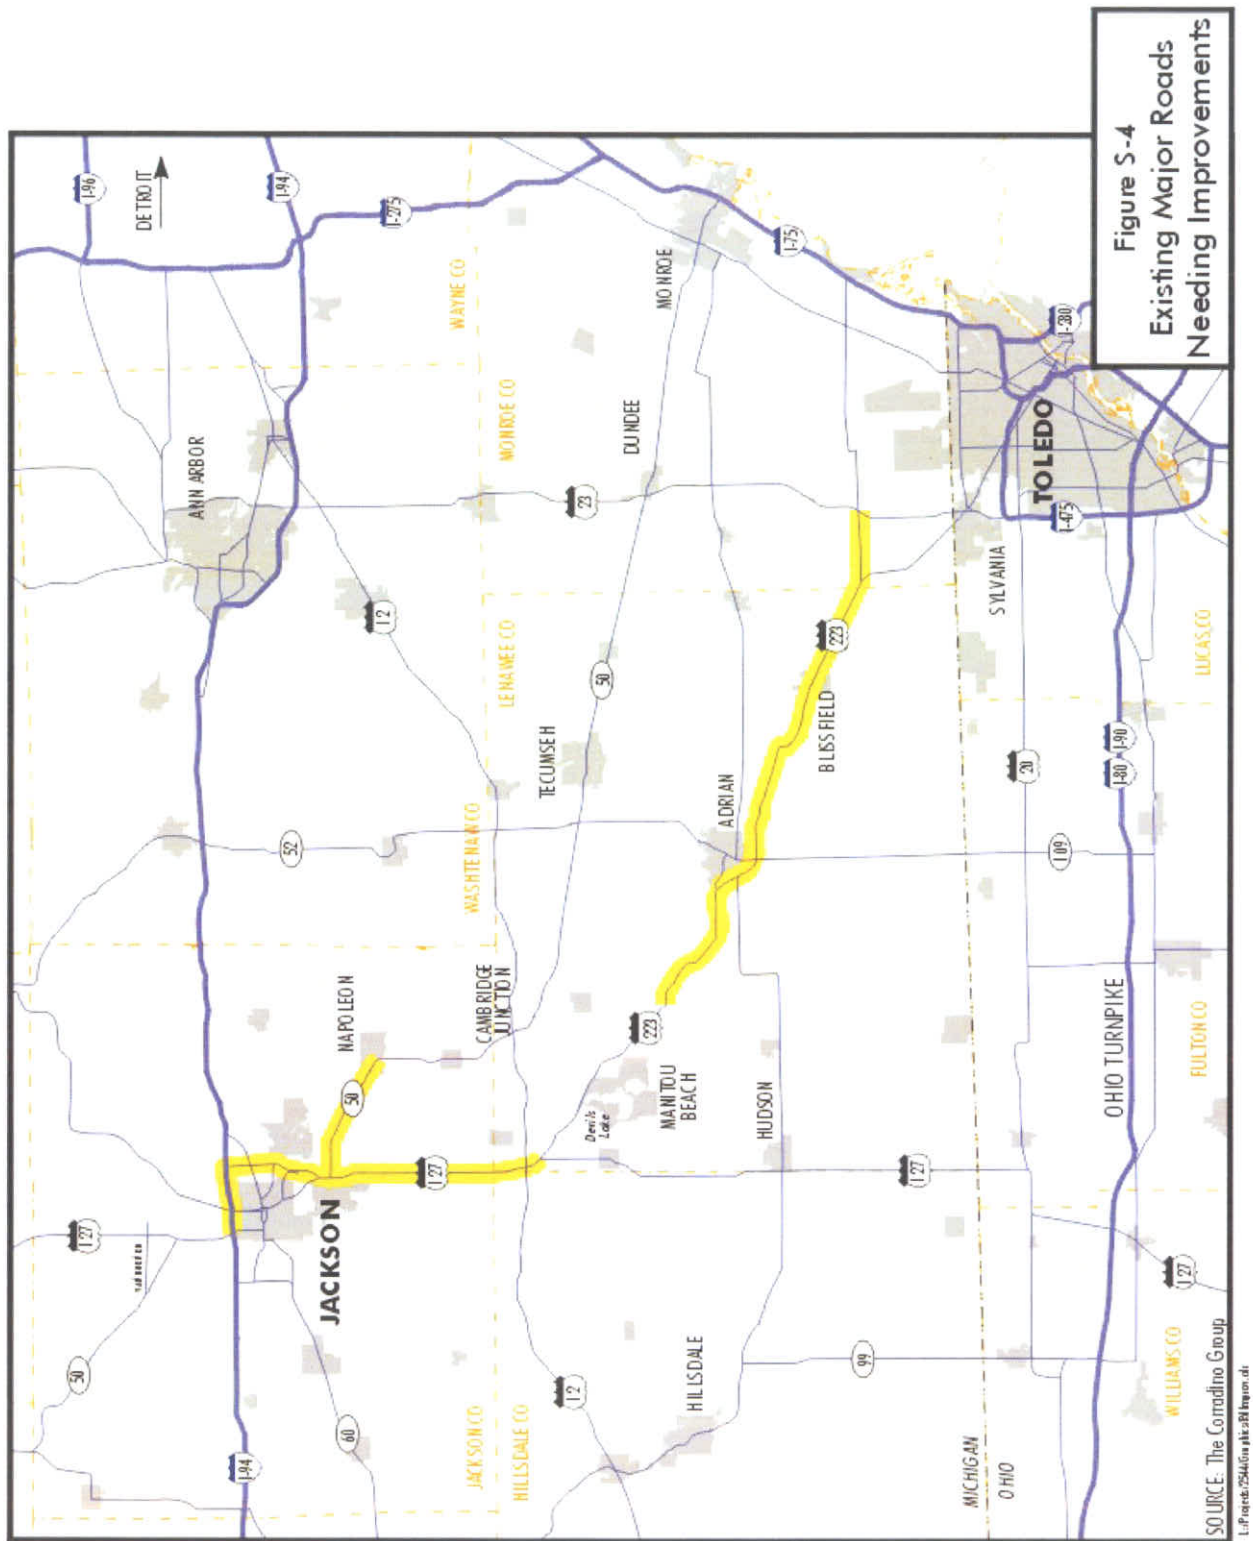 I-96
DETROIT
I-94
I-275
ANN ARBOR
WAYNE CO
12
23
MONROE CO
MONROE
DUNDEE
I-75
52
WASHTENAW CO
LENAWEE CO
TECUMSEH
50
NAPOLEON
CAMBRIDGE
JUNCTION
50
127
50
JACKSON
127
I-94
60
JACKSON CO
HILLSDALE CO
12
HILLSDALE
Devils
Lake
MANITOU
BEACH
223
HUDSON
ADRIAN
BLISSFIELD
223
127
99
109
SYLVANIA
TOLEDO
I-280
I-475
20
I-80
I-90
LUCAS CO
OHIO TURNPIKE
FULTON CO
127
WILLIAMS CO
MICHIGAN
OHIO
Figure S-4
Existing Major Roads
Needing Improvements
SOURCE: The Corradino Group